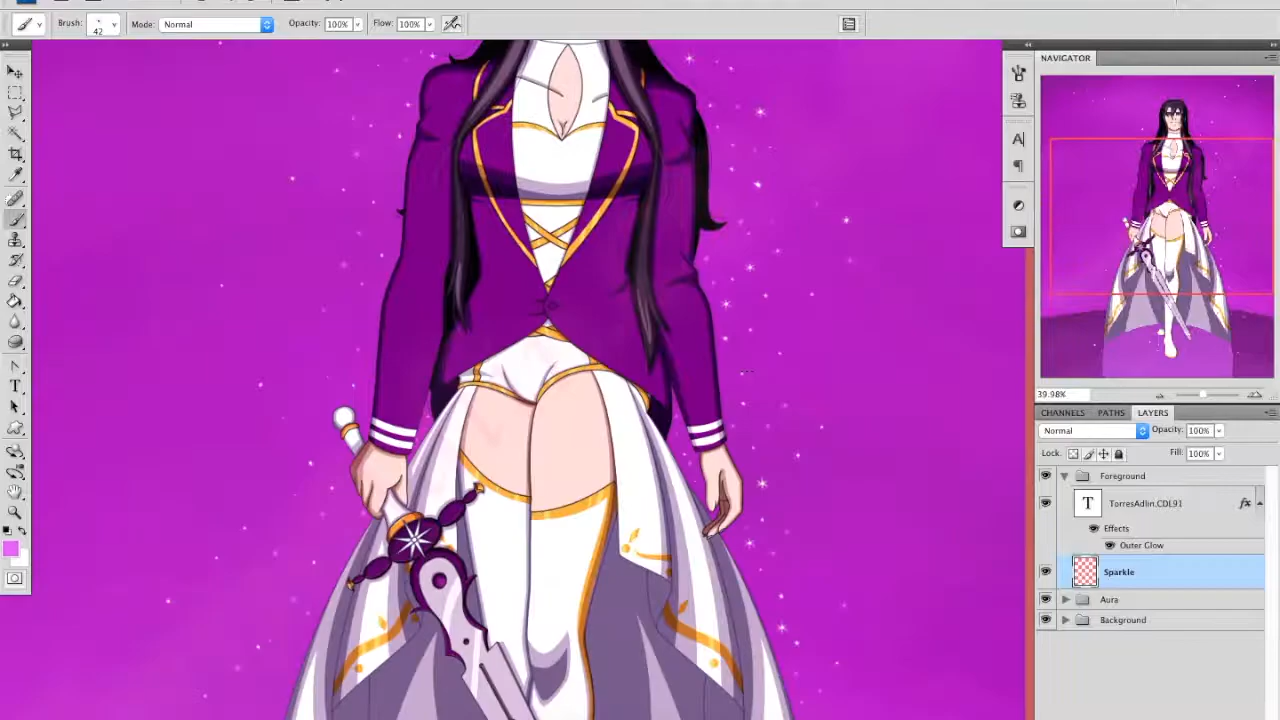 Brush: 42 Mode: Normal Opacity: 100% Flow: 100%
NAVIGATOR
39.98%
CHANNELS PATHS LAYERS
Normal Opacity: 100%
Lock: Fill: 100%
Foreground
T TorresAdlin.CDL91 fx
Effects
Outer Glow
Sparkle
Aura
Background
A
T